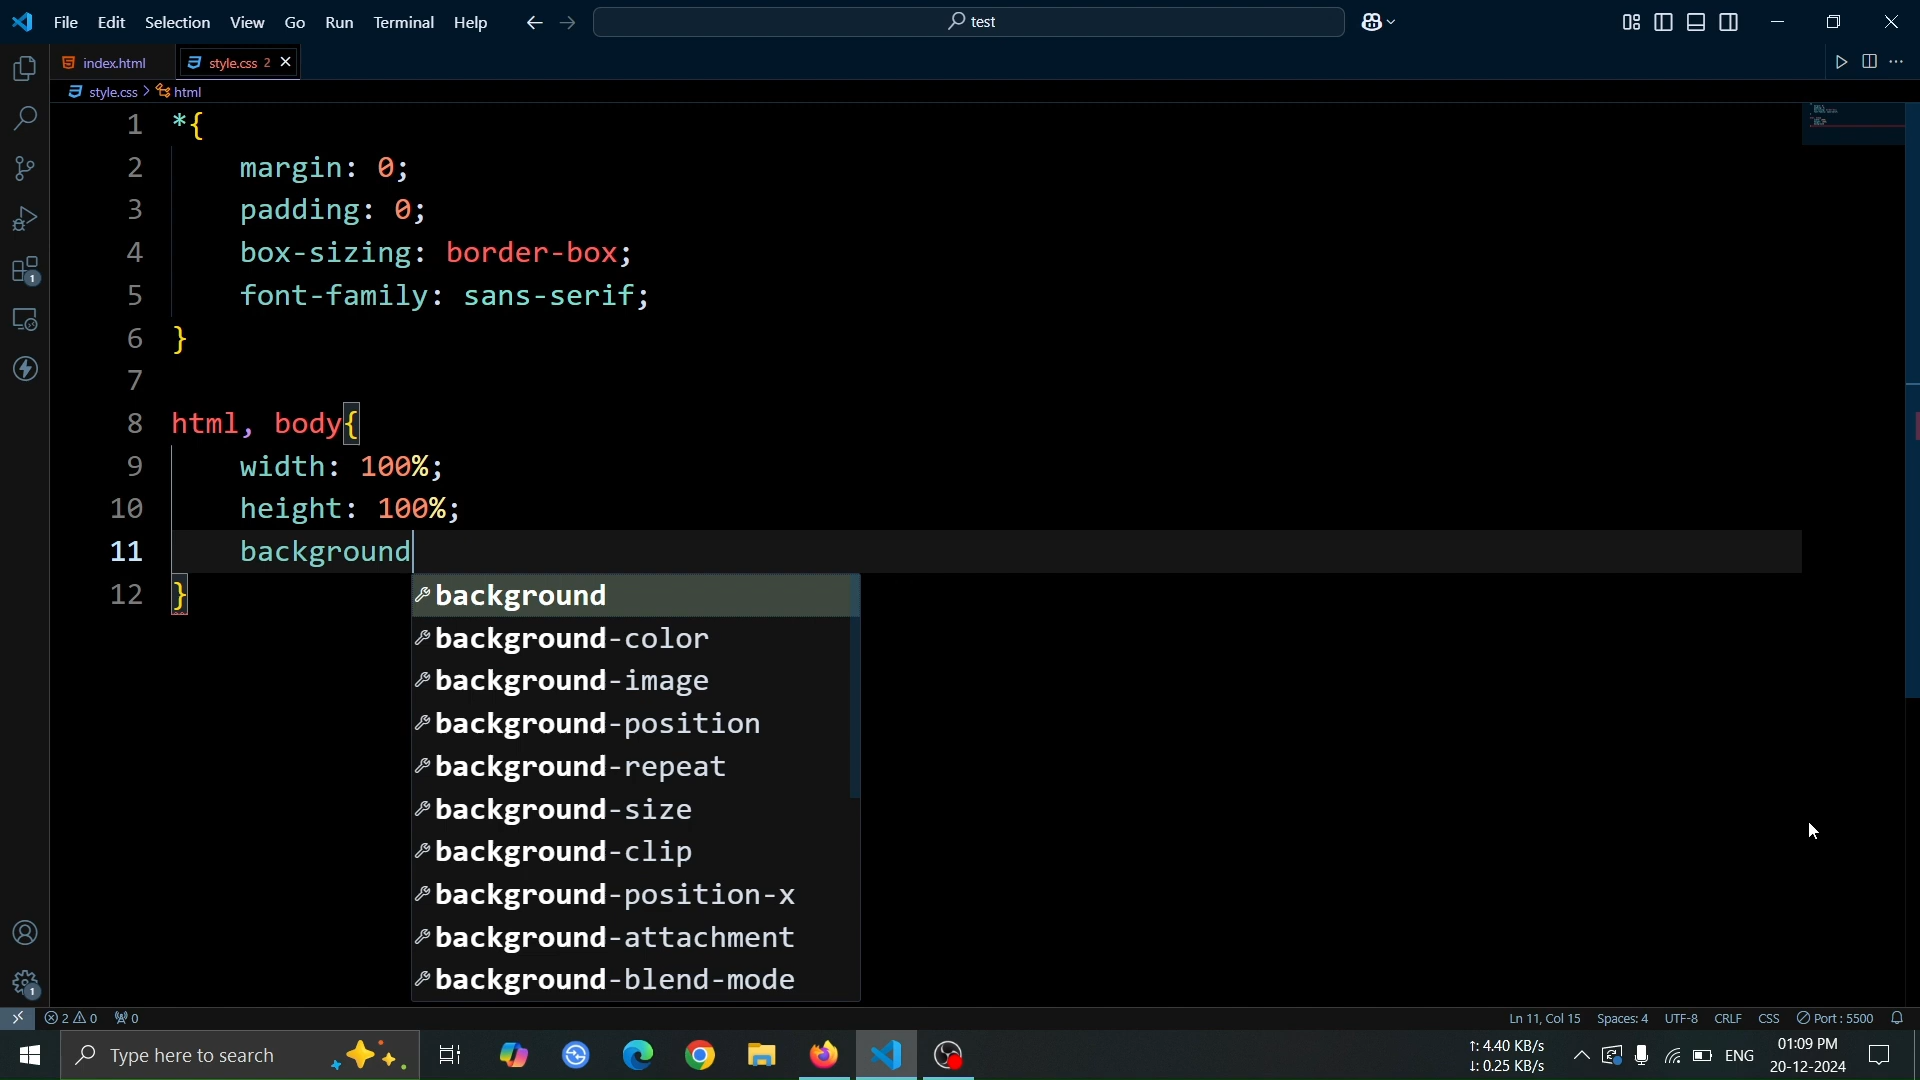 File Edit Selection View Go Run Terminal Help
test
index.html
style.css 2
style.css > html
1 *{
2 margin: 0;
3 padding: 0;
4 box-sizing: border-box;
5 font-family: sans-serif;
6 }
7
8 html, body{
9 width: 100%;
10 height: 100%;
11 background
12 }
background
background-color
background-image
background-position
background-repeat
background-size
background-clip
background-position-x
background-attachment
background-blend-mode
1
1
2 0 0
Ln 11, Col 15 Spaces: 4 UTF-8 CRLF CSS Port : 5500
Type here to search
↑: 4.40 KB/s
↓: 0.25 KB/s
ENG
01:09 PM
20-12-2024